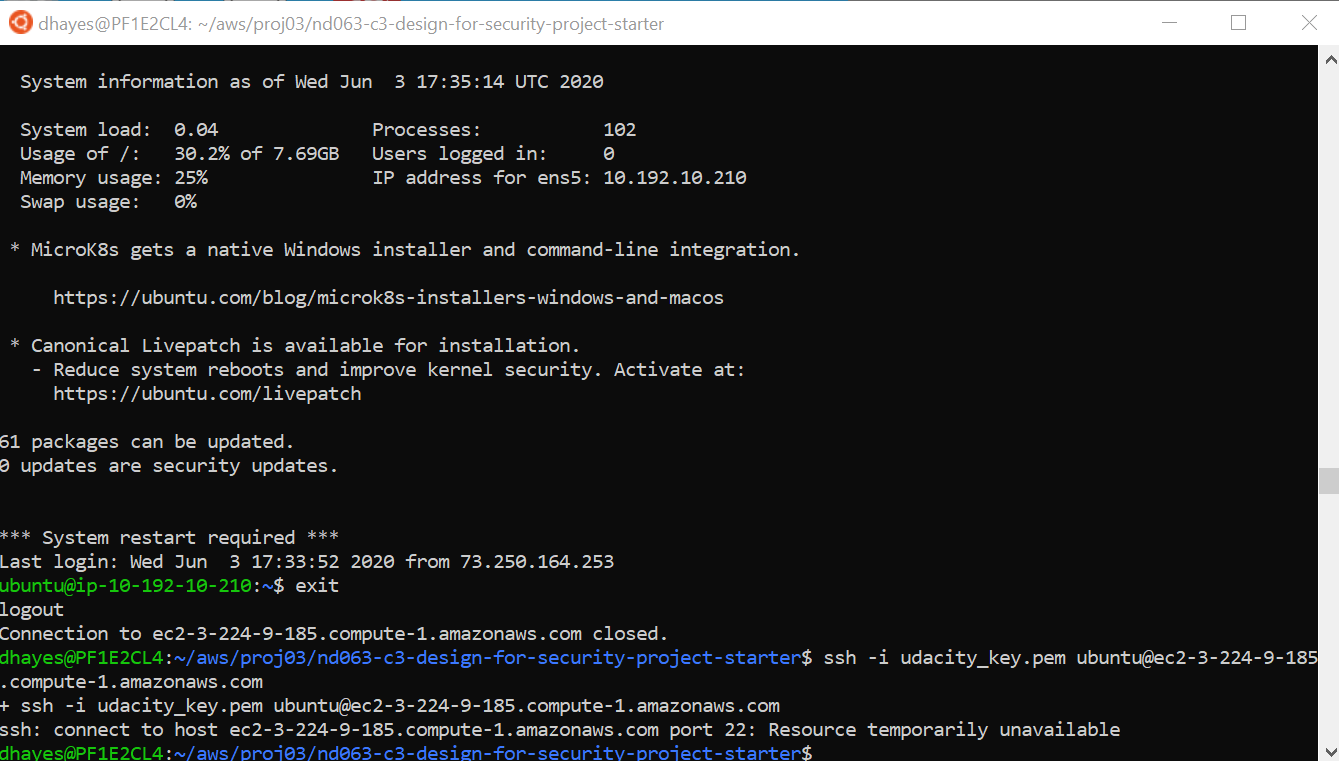 dhayes@PF1E2CL4: ~/aws/proj03/nd063-c3-design-for-security-project-starter
System information as of Wed Jun  3 17:35:14 UTC 2020
System load:  0.04              Processes:           102
Usage of /:   30.2% of 7.69GB   Users logged in:     0
Memory usage: 25%               IP address for ens5: 10.192.10.210
Swap usage:   0%
* MicroK8s gets a native Windows installer and command-line integration.
https://ubuntu.com/blog/microk8s-installers-windows-and-macos
* Canonical Livepatch is available for installation.
- Reduce system reboots and improve kernel security. Activate at:
https://ubuntu.com/livepatch
61 packages can be updated.
0 updates are security updates.
*** System restart required ***
Last login: Wed Jun  3 17:33:52 2020 from 73.250.164.253
ubuntu@ip-10-192-10-210:~$ exit
logout
Connection to ec2-3-224-9-185.compute-1.amazonaws.com closed.
dhayes@PF1E2CL4:~/aws/proj03/nd063-c3-design-for-security-project-starter$ ssh -i udacity_key.pem ubuntu@ec2-3-224-9-185
.compute-1.amazonaws.com
+ ssh -i udacity_key.pem ubuntu@ec2-3-224-9-185.compute-1.amazonaws.com
ssh: connect to host ec2-3-224-9-185.compute-1.amazonaws.com port 22: Resource temporarily unavailable
dhayes@PF1E2CL4:~/aws/proj03/nd063-c3-design-for-security-project-starter$